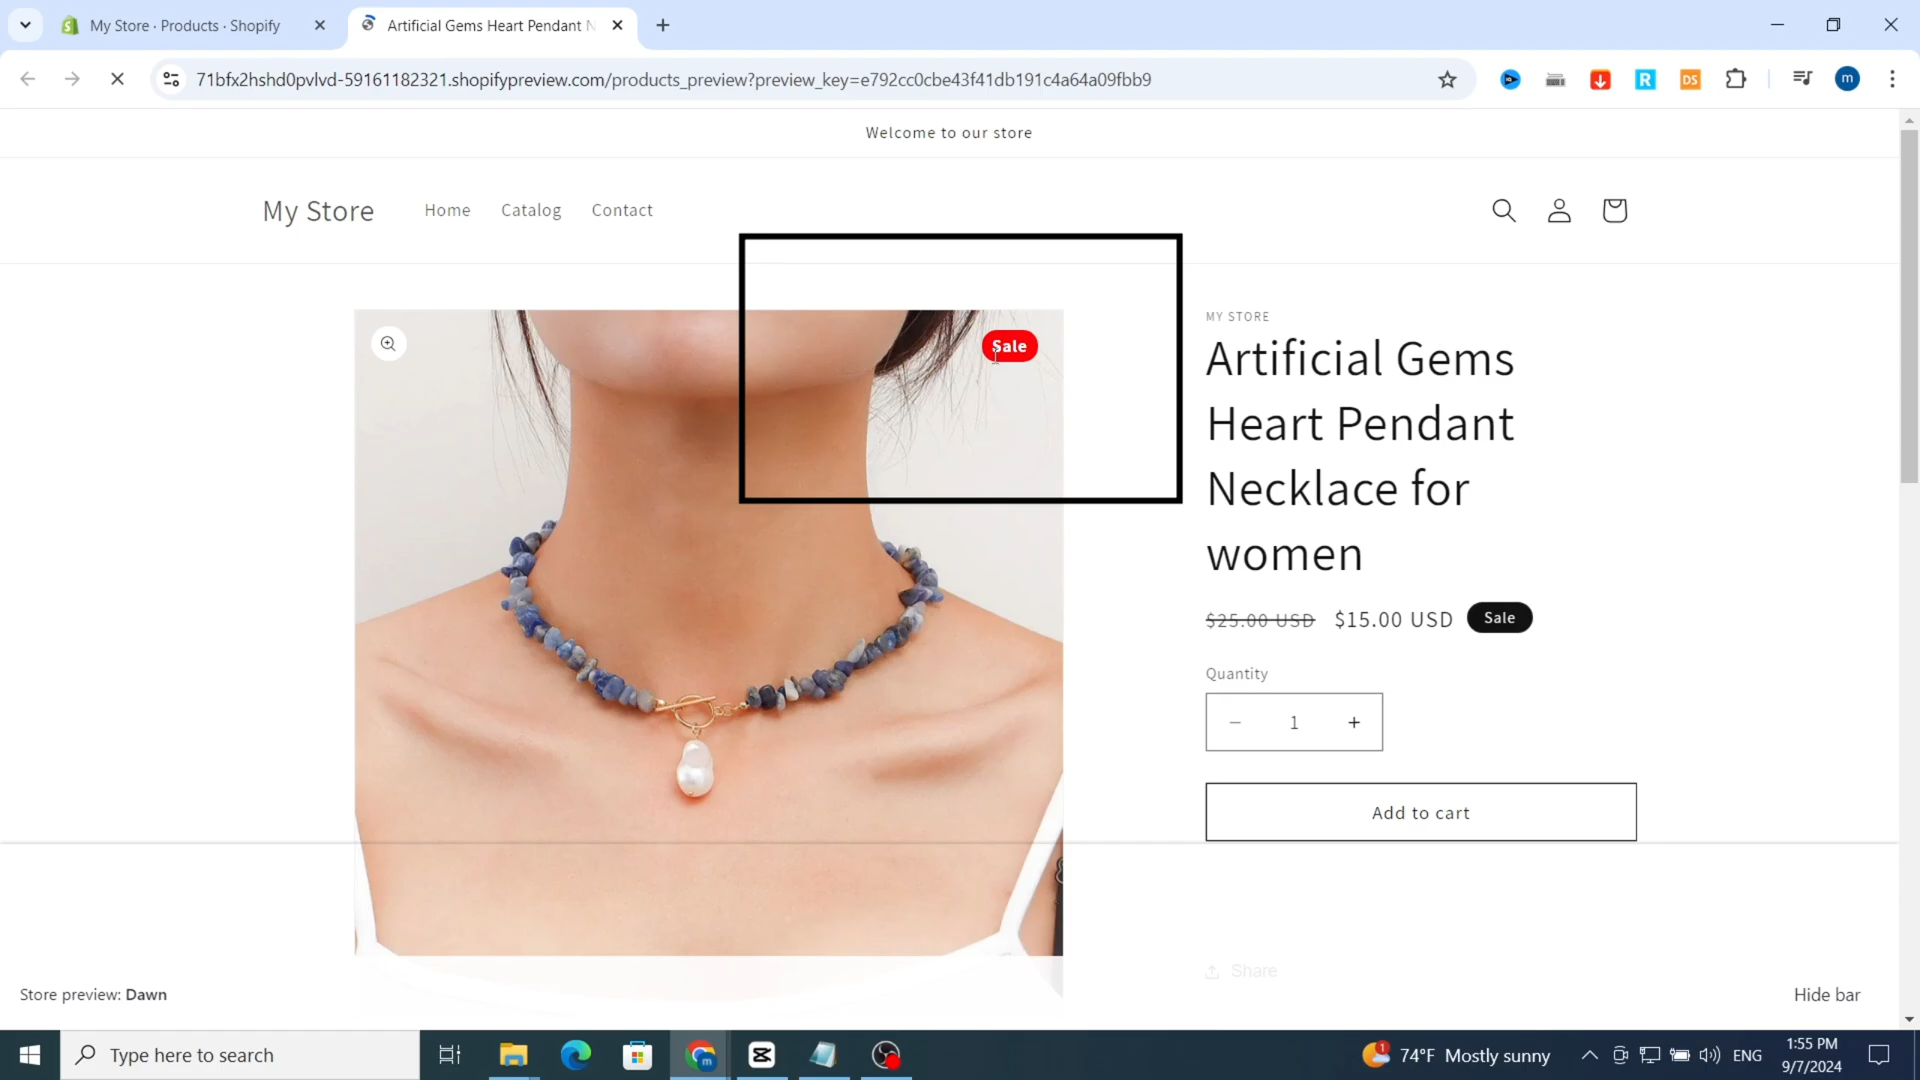 My Store · Products · Shopify
Artificial Gems Heart Pendant N
71bfx2hshd0pvlvd-59161182321.shopifypreview.com/products_preview?preview_key=e792cc0cbe43f41db191c4a64a09fbb9
R
DS
m
Welcome to our store
My Store
Home
Catalog
Contact
Sale
MY STORE
Artificial Gems
Heart Pendant
Necklace for
women
$25.00 USD $15.00 USD Sale
Quantity
1
Add to cart
Share
Store preview: Dawn
Hide bar
Type here to search
m
1
74°F Mostly sunny
ENG
1:55 PM
9/7/2024